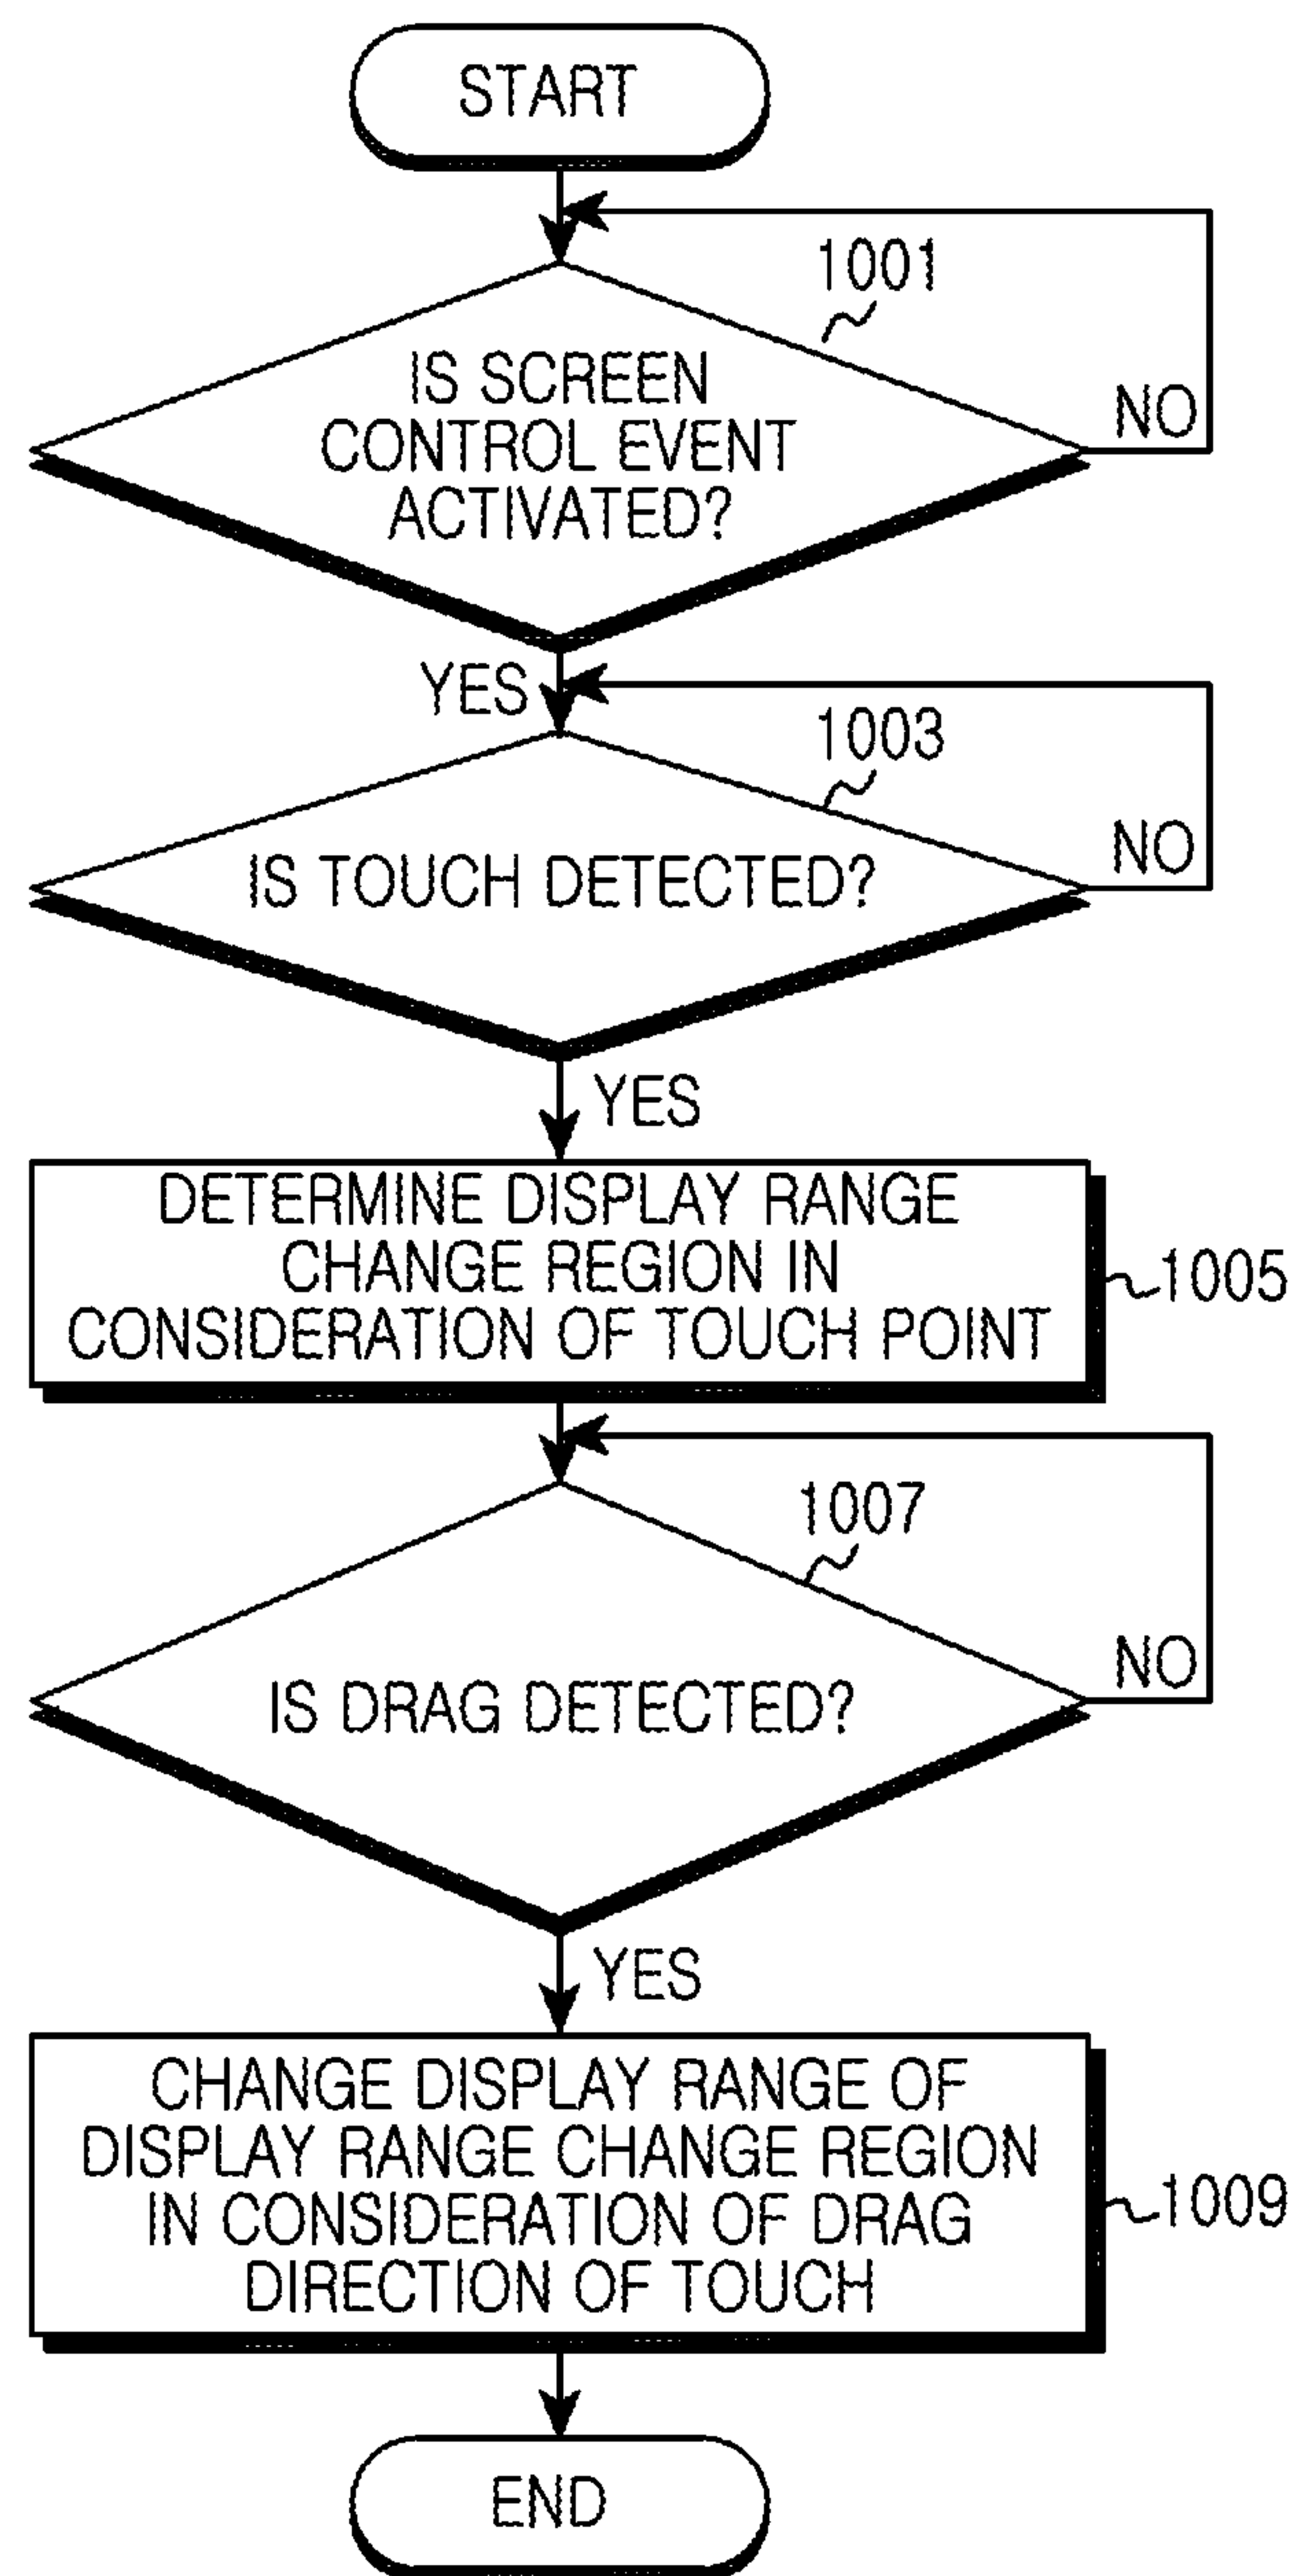 START
1001
IS SCREEN
CONTROL EVENT
ACTIVATED?
NO
YES
1003
IS TOUCH DETECTED?
NO
YES
DETERMINE DISPLAY RANGE
CHANGE REGION IN
CONSIDERATION OF TOUCH POINT
1005
1007
IS DRAG DETECTED?
NO
YES
CHANGE DISPLAY RANGE OF
DISPLAY RANGE CHANGE REGION
IN CONSIDERATION OF DRAG
DIRECTION OF TOUCH
1009
END